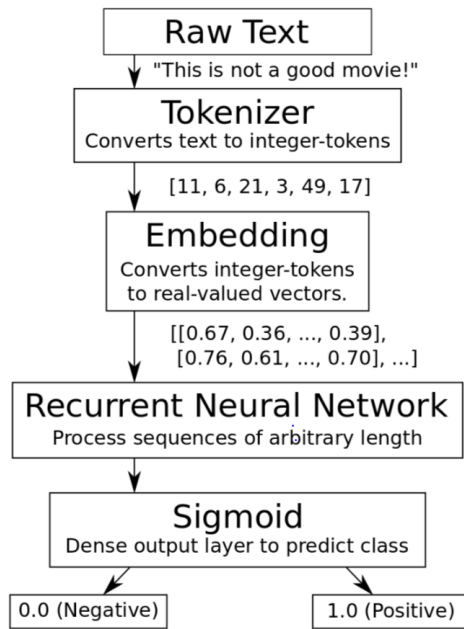 Raw Text
"This is not a good movie!"
Tokenizer
Converts text to integer-tokens
[11, 6, 21, 3, 49, 17]
Embedding
Converts integer-tokens
to real-valued vectors.
[[0.67, 0.36, ..., 0.39],
[0.76, 0.61, ..., 0.70], ...]
Recurrent Neural Network
Process sequences of arbitrary length
Sigmoid
Dense output layer to predict class
0.0 (Negative)
1.0 (Positive)